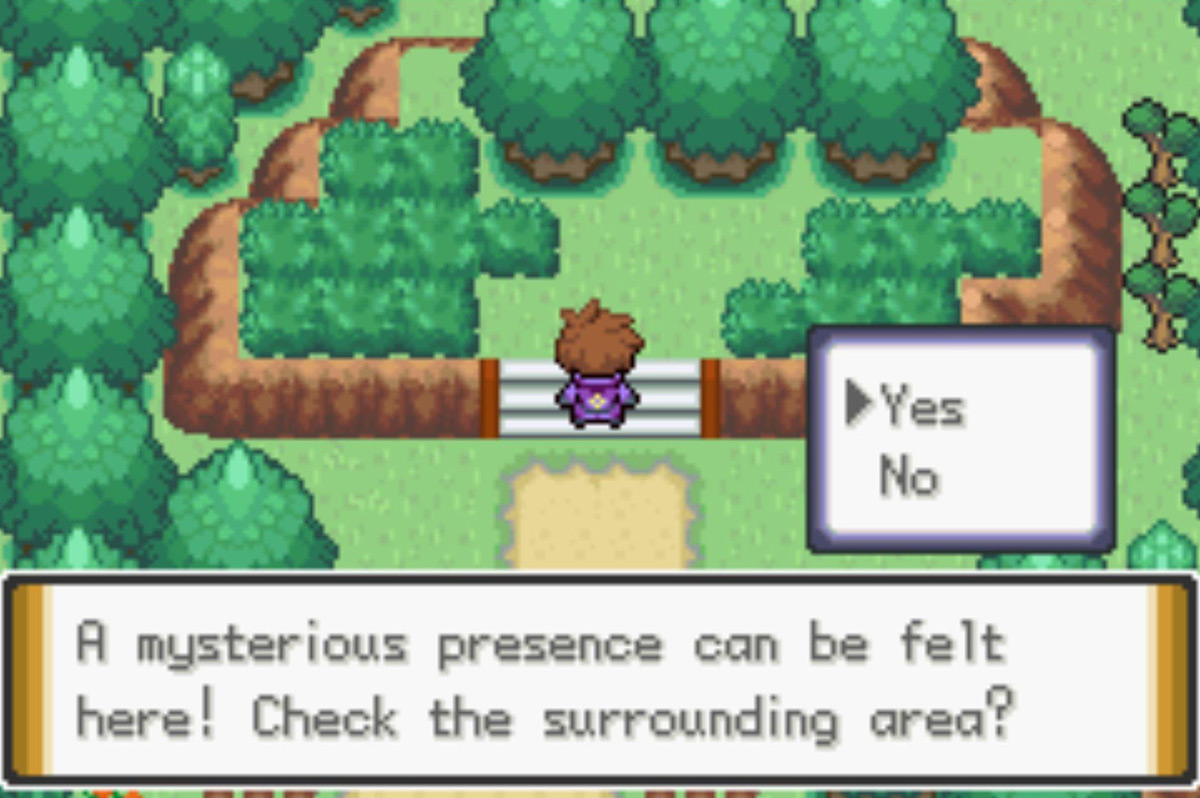 Yes
No
A mysterious presence can be felt
here! Check the surrounding area?